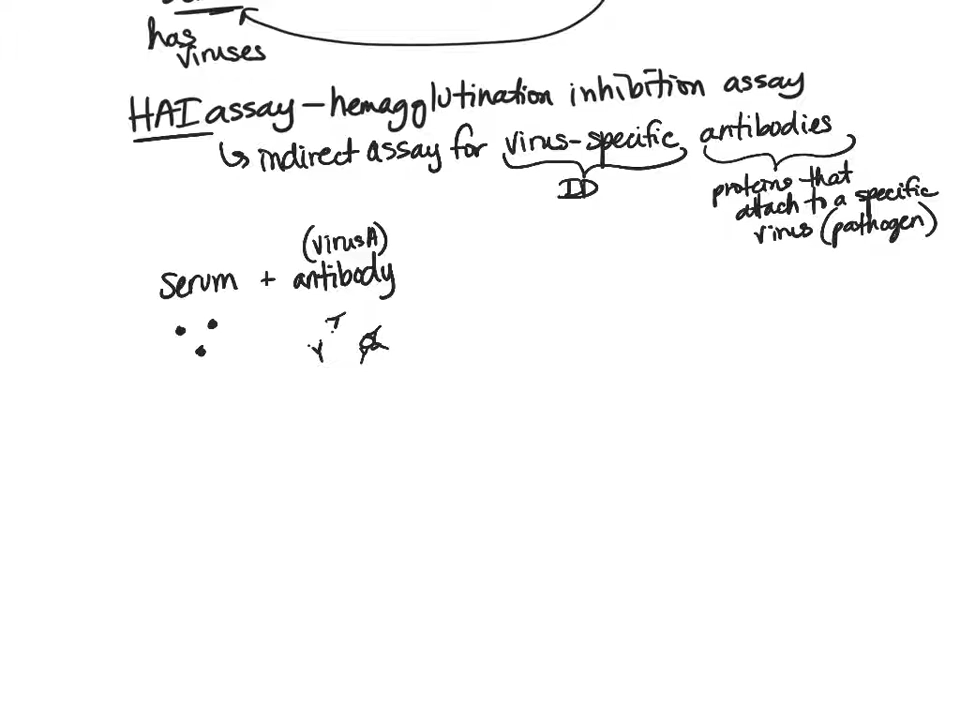 has
viruses
HAI assay – hemagglutination inhibition assay
↳ indirect assay for virus-specific antibodies
ID
proteins that
attach to a specific
virus (pathogen)
(virus A)
serum + antibody